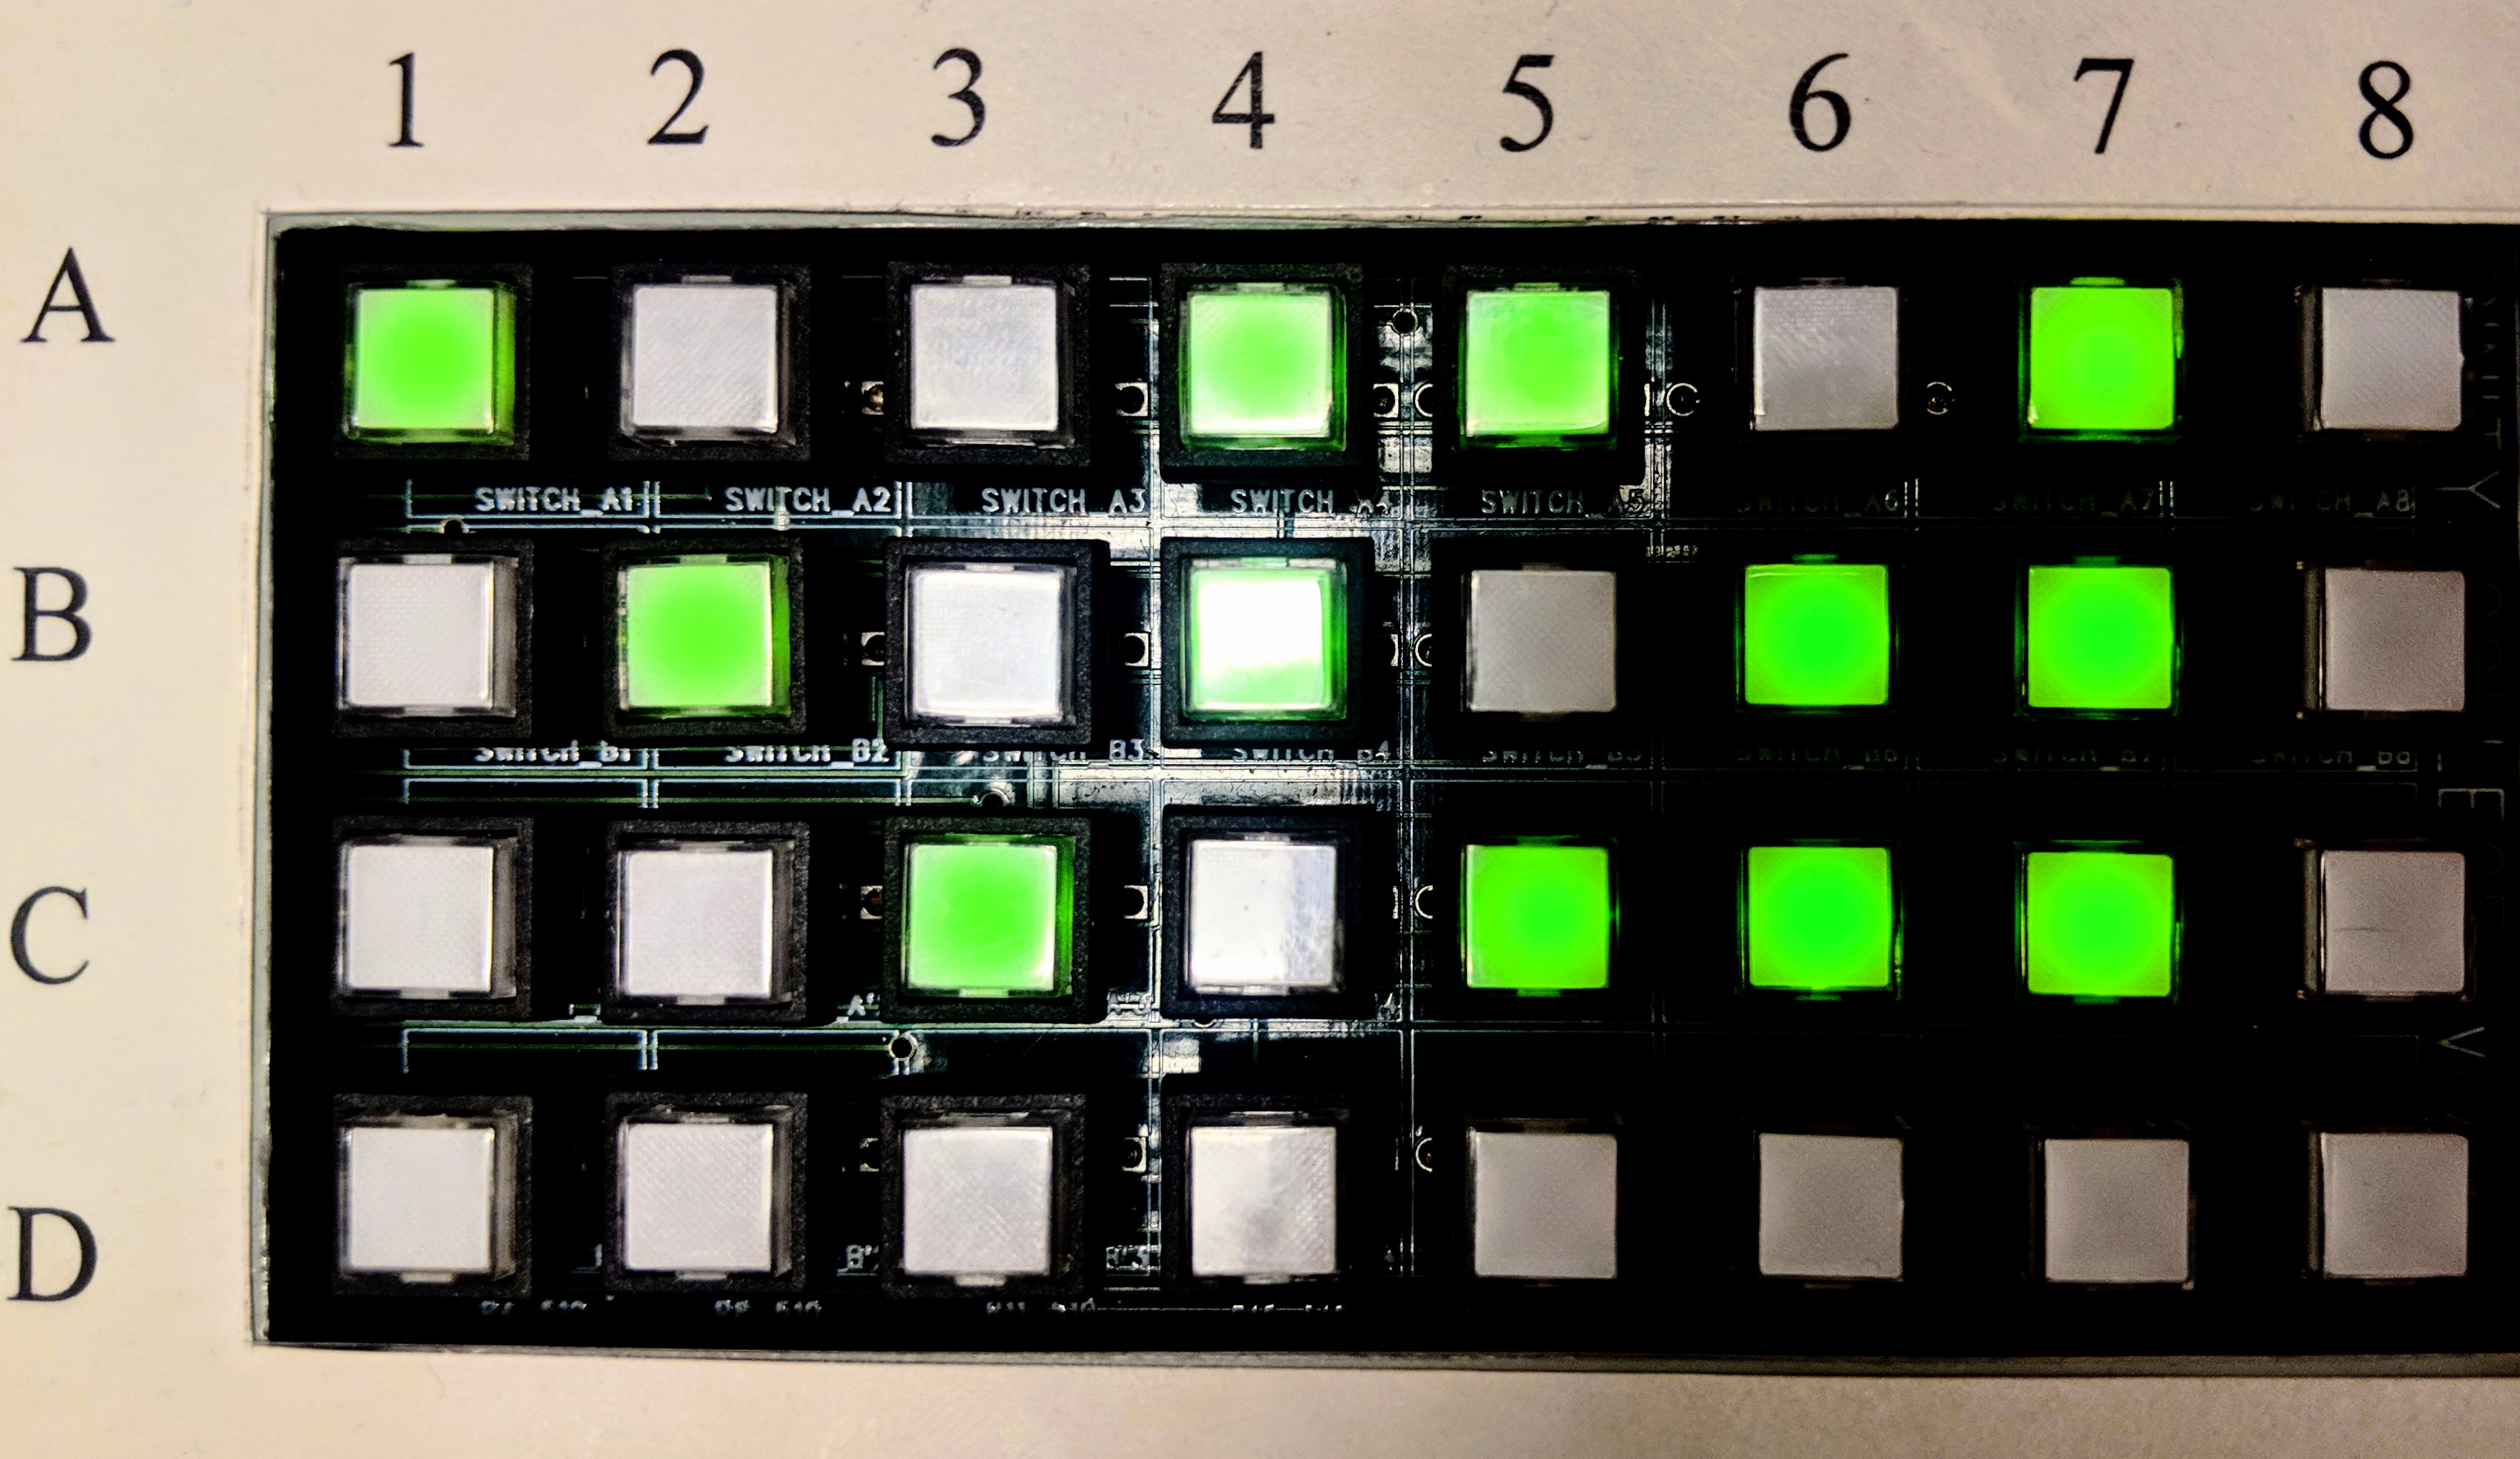 1 2 3 4 5 6 7 8
A
SWITCH_A1 SWITCH_A2 SWITCH_A3 SWITCH_A4 SWITCH_A5 SWITCH_A6 SWITCH_A7 SWITCH_A8
B
SWITCH_B1 SWITCH_B2 SWITCH_B3 SWITCH_B4 SWITCH_B5 SWITCH_B6 SWITCH_B7 SWITCH_B8
C
D